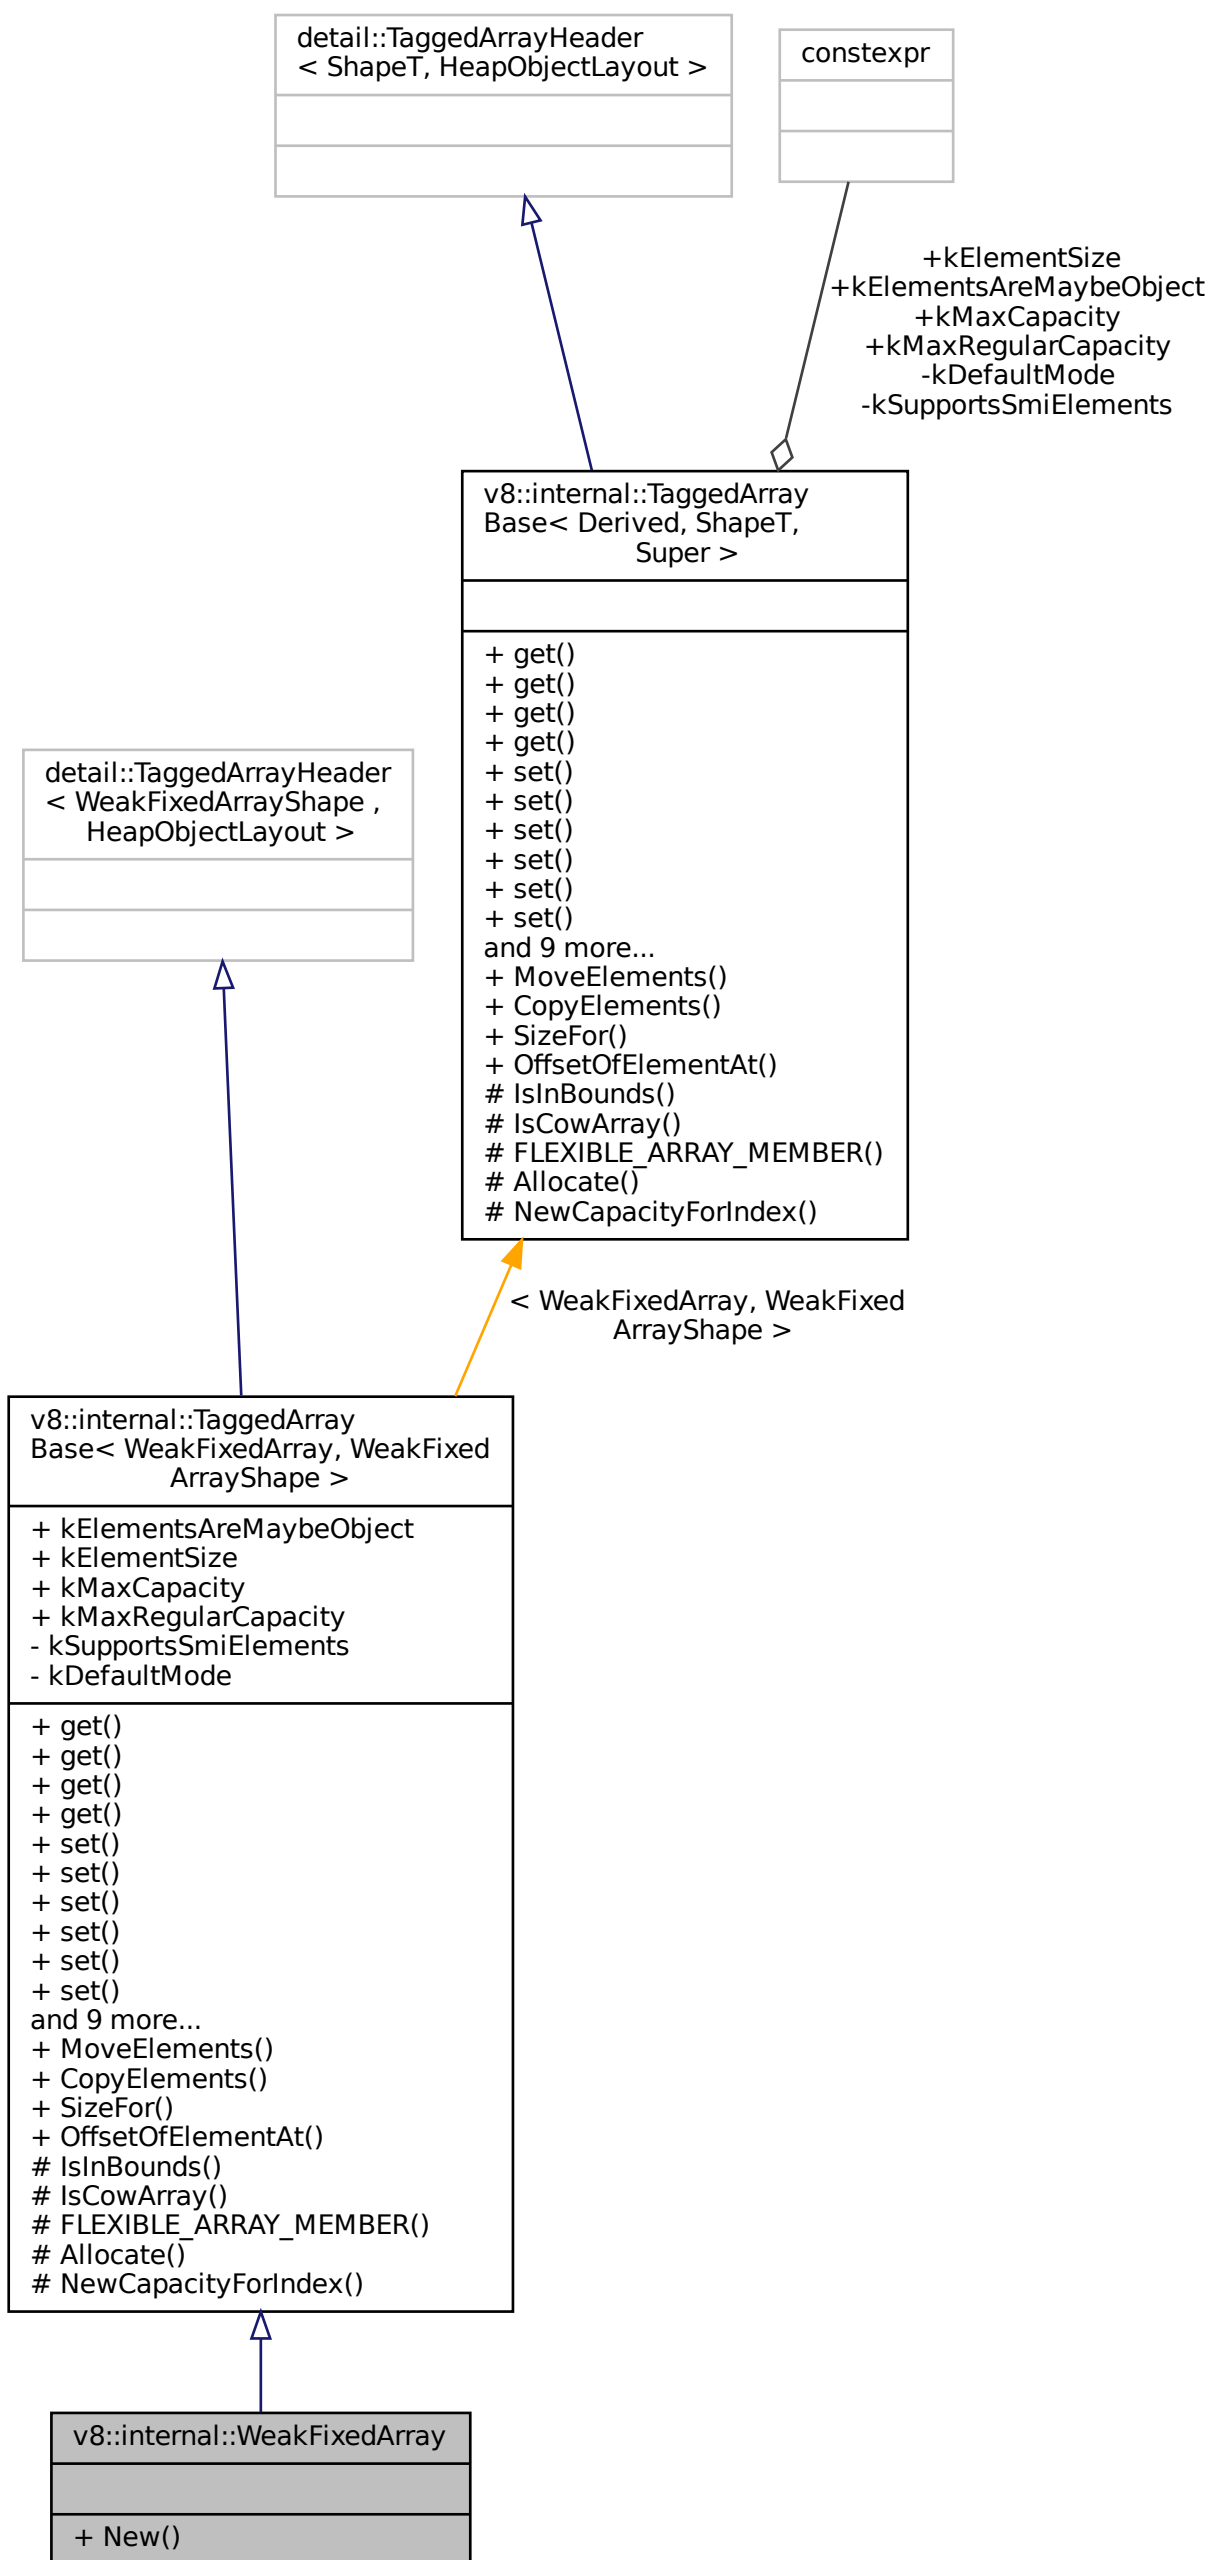 detail::TaggedArrayHeader
< ShapeT, HeapObjectLayout >
constexpr
+kElementSize
+kElementsAreMaybeObject
+kMaxCapacity
+kMaxRegularCapacity
-kDefaultMode
-kSupportsSmiElements
v8::internal::TaggedArray
Base< Derived, ShapeT,
Super >
+ get()
+ get()
+ get()
+ get()
+ set()
+ set()
+ set()
+ set()
+ set()
+ set()
and 9 more...
+ MoveElements()
+ CopyElements()
+ SizeFor()
+ OffsetOfElementAt()
# IsInBounds()
# IsCowArray()
# FLEXIBLE_ARRAY_MEMBER()
# Allocate()
# NewCapacityForIndex()
detail::TaggedArrayHeader
< WeakFixedArrayShape ,
HeapObjectLayout >
< WeakFixedArray, WeakFixed
ArrayShape >
v8::internal::TaggedArray
Base< WeakFixedArray, WeakFixed
ArrayShape >
+ kElementsAreMaybeObject
+ kElementSize
+ kMaxCapacity
+ kMaxRegularCapacity
- kSupportsSmiElements
- kDefaultMode
+ get()
+ get()
+ get()
+ get()
+ set()
+ set()
+ set()
+ set()
+ set()
+ set()
and 9 more...
+ MoveElements()
+ CopyElements()
+ SizeFor()
+ OffsetOfElementAt()
# IsInBounds()
# IsCowArray()
# FLEXIBLE_ARRAY_MEMBER()
# Allocate()
# NewCapacityForIndex()
v8::internal::WeakFixedArray
+ New()